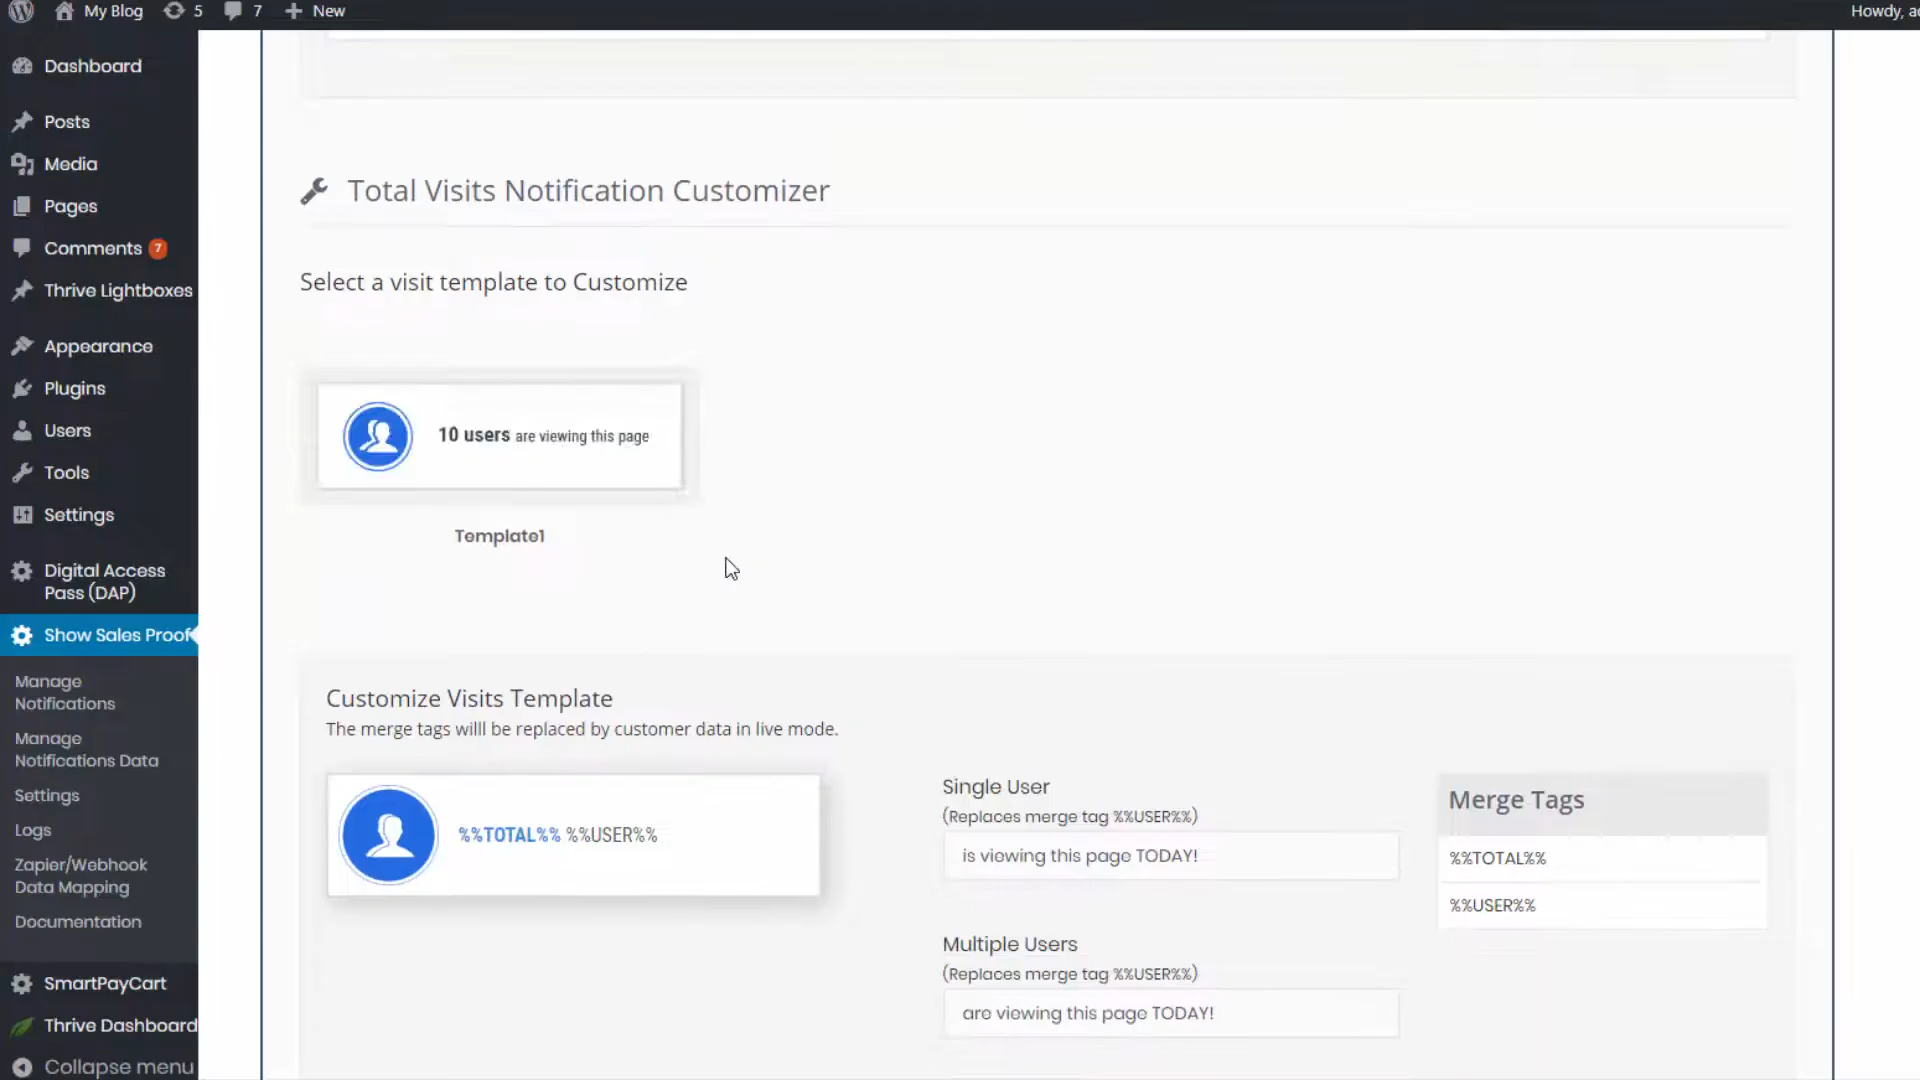 My Blog 5 7 New
Howdy, a
Dashboard
Posts
Media
Pages
Comments 7
Thrive Lightboxes
Appearance
Plugins
Users
Tools
Settings
Digital Access
Pass (DAP)
Show Sales Proof
Manage
Notifications
Manage
Notifications Data
Settings
Logs
Zapier/Webhook
Data Mapping
Documentation
SmartPayCart
Thrive Dashboard
Collapse menu
Total Visits Notification Customizer
Select a visit template to Customize
10 users are viewing this page
Template1
Customize Visits Template
The merge tags willl be replaced by customer data in live mode.
%%TOTAL%% %%USER%%
Single User
(Replaces merge tag %%USER%%)
is viewing this page TODAY!
Multiple Users
(Replaces merge tag %%USER%%)
are viewing this page TODAY!
Merge Tags
%%TOTAL%%
%%USER%%